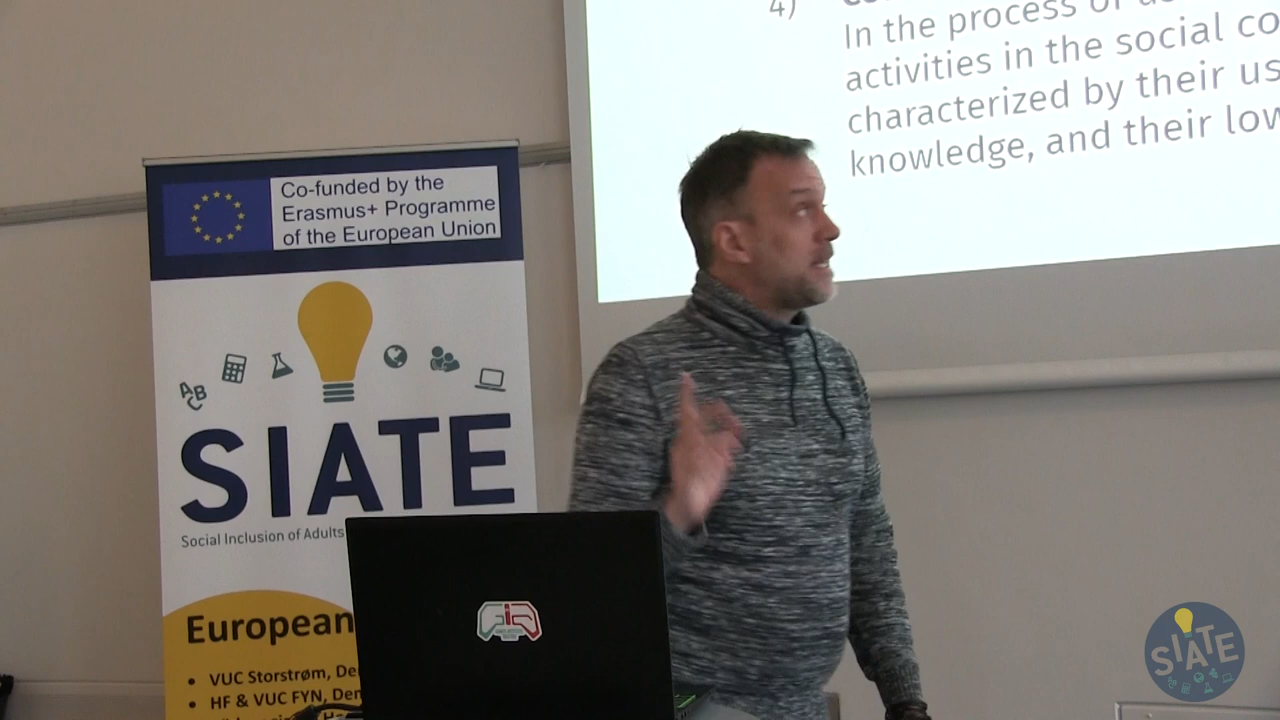 4)
In the process of
activities in the social co
characterized by their us
knowledge, and their low
Co-funded by the
Erasmus+ Programme
of the European Union
A B C
SIATE
Social Inclusion of Adults
European
• VUC Storstrøm, De
• HF & VUC FYN, Den
SIATE